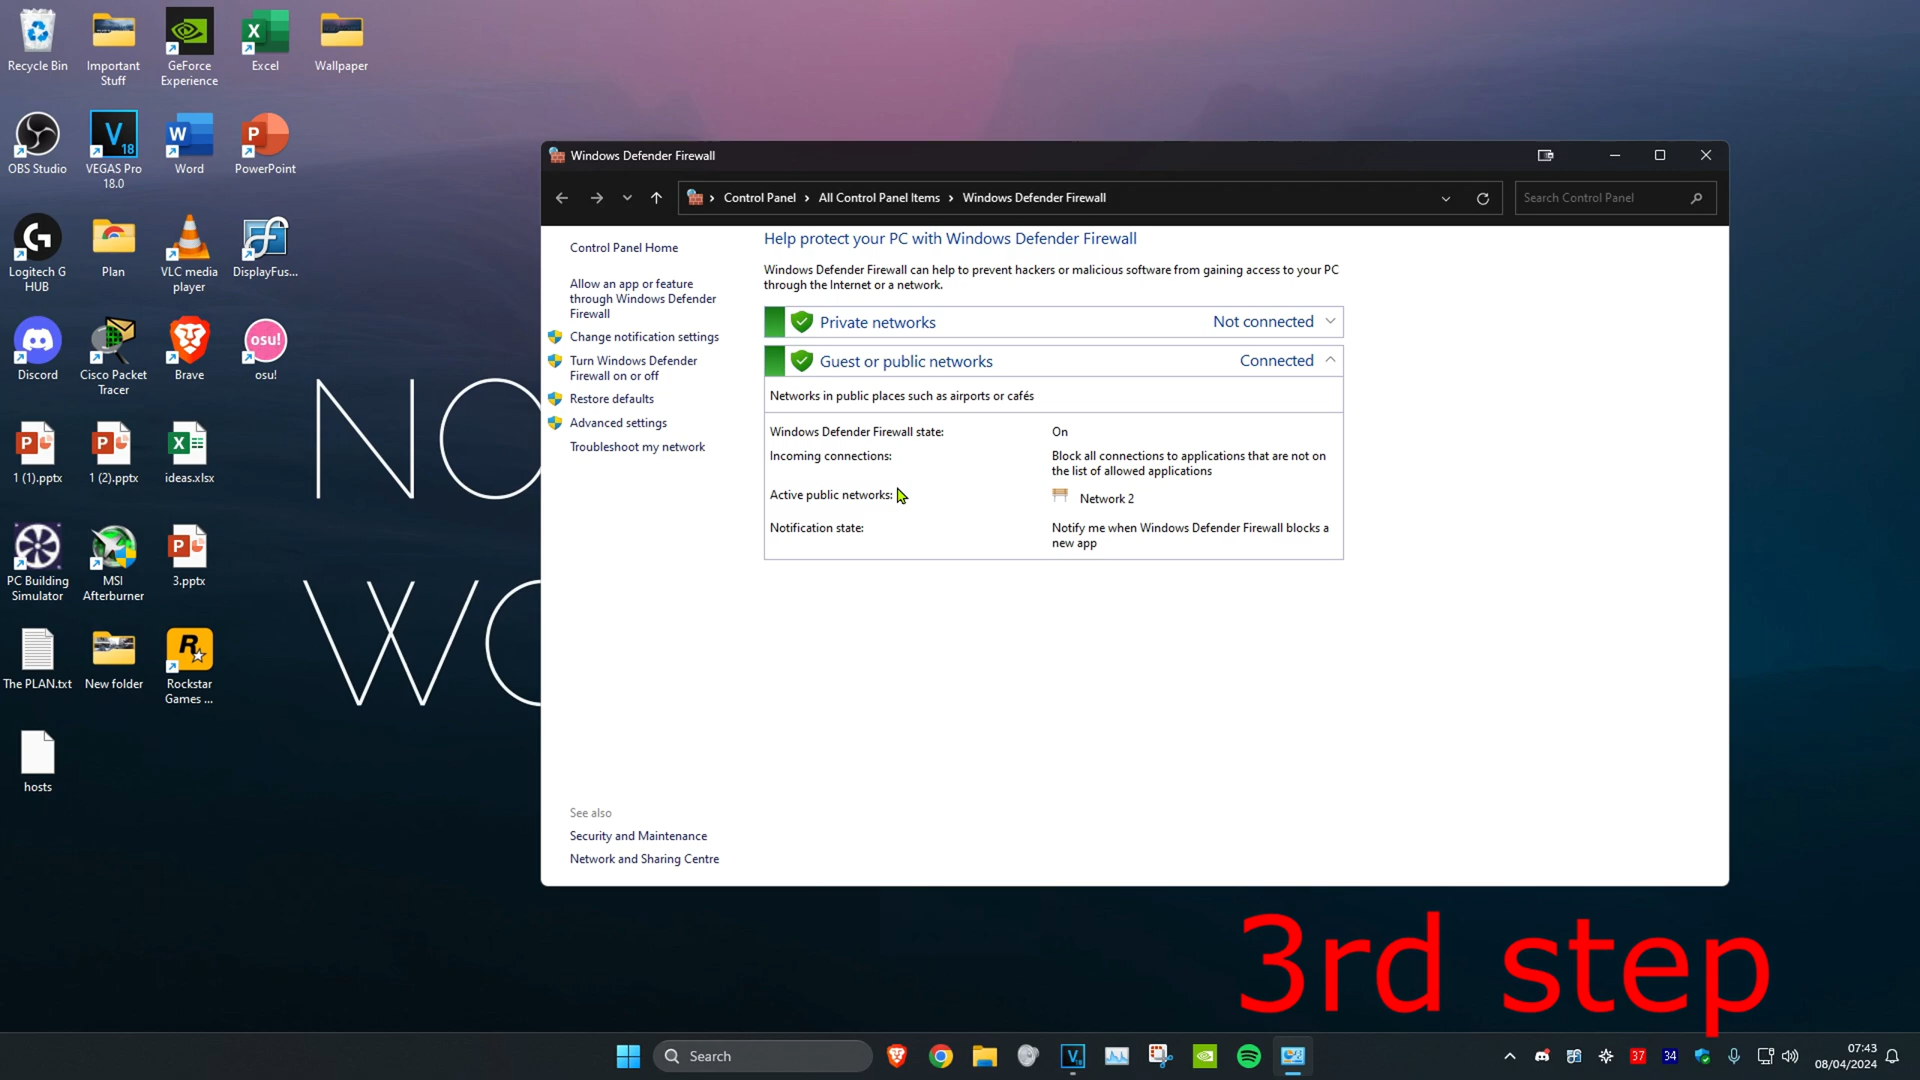 Recycle Bin
Important
Stuff
GeForce
Experience
Excel
Wallpaper
OBS Studio
VEGAS Pro
18.0
Word
PowerPoint
Logitech G
HUB
Plan
VLC media
player
DisplayFus...
Discord
Cisco Packet
Tracer
Brave
osu!
osu!
1 (1).pptx
1 (2).pptx
ideas.xlsx
PC Building
Simulator
MSI
Afterburner
3.pptx
The PLAN.txt
New folder
Rockstar
Games ...
hosts
NO
WO
Windows Defender Firewall
Control Panel
All Control Panel Items
Windows Defender Firewall
Search Control Panel
Control Panel Home
Allow an app or feature
through Windows Defender
Firewall
Change notification settings
Turn Windows Defender
Firewall on or off
Restore defaults
Advanced settings
Troubleshoot my network
See also
Security and Maintenance
Network and Sharing Centre
Help protect your PC with Windows Defender Firewall
Windows Defender Firewall can help to prevent hackers or malicious software from gaining access to your PC
through the Internet or a network.
Private networks Not connected
Guest or public networks Connected
Networks in public places such as airports or cafés
Windows Defender Firewall state: On
Incoming connections: Block all connections to applications that are not on
the list of allowed applications
Active public networks: Network 2
Notification state: Notify me when Windows Defender Firewall blocks a
new app
3rd step
Search
37
34
07:43
08/04/2024